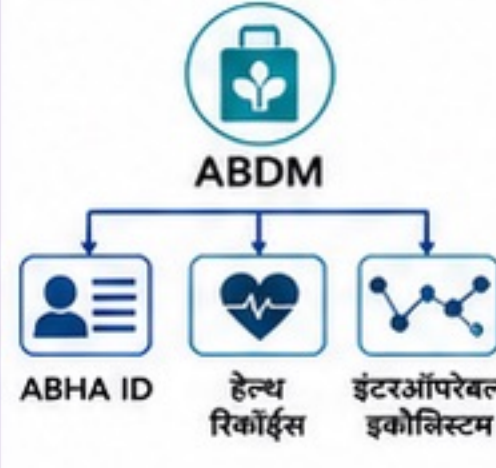 ABDM
ABHA ID
हेल्थ
रिकॉर्ड्स
इंटरऑपरेबल
इकोलिस्टम